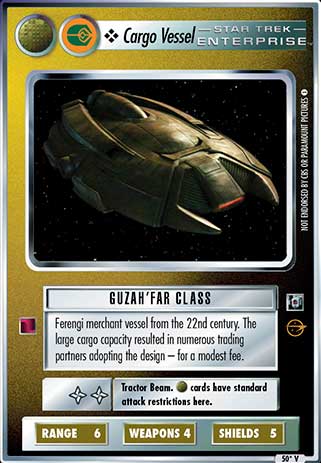 ❖ Cargo Vessel
STAR TREK
ENTERPRISE™
NOT ENDORSED BY CBS OR PARAMOUNT PICTURES
GUZAH'FAR CLASS
Ferengi merchant vessel from the 22nd century. The
large cargo capacity resulted in numerous trading
partners adopting the design – for a modest fee.
Tractor Beam. cards have standard
attack restrictions here.
RANGE 6
WEAPONS 4
SHIELDS 5
50* V